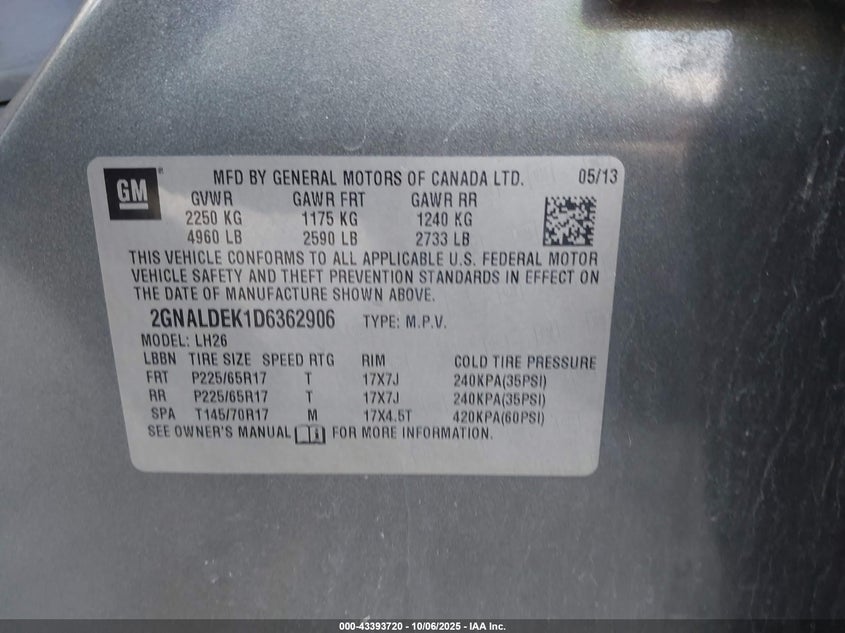 GM
MFD BY GENERAL MOTORS OF CANADA LTD. 05/13
GVWR GAWR FRT GAWR RR
2250 KG 1175 KG 1240 KG
4960 LB 2590 LB 2733 LB
THIS VEHICLE CONFORMS TO ALL APPLICABLE U.S. FEDERAL MOTOR
VEHICLE SAFETY AND THEFT PREVENTION STANDARDS IN EFFECT ON
THE DATE OF MANUFACTURE SHOWN ABOVE.
2GNALDEK1D6362906 TYPE: M.P.V.
MODEL: LH26
LBBN TIRE SIZE SPEED RTG RIM COLD TIRE PRESSURE
FRT P225/65R17 T 17X7J 240KPA(35PSI)
RR P225/65R17 T 17X7J 240KPA(35PSI)
SPA T145/70R17 M 17X4.5T 420KPA(60PSI)
SEE OWNER'S MANUAL FOR MORE INFORMATION.
000-43393720 - 10/06/2025 - IAA Inc.